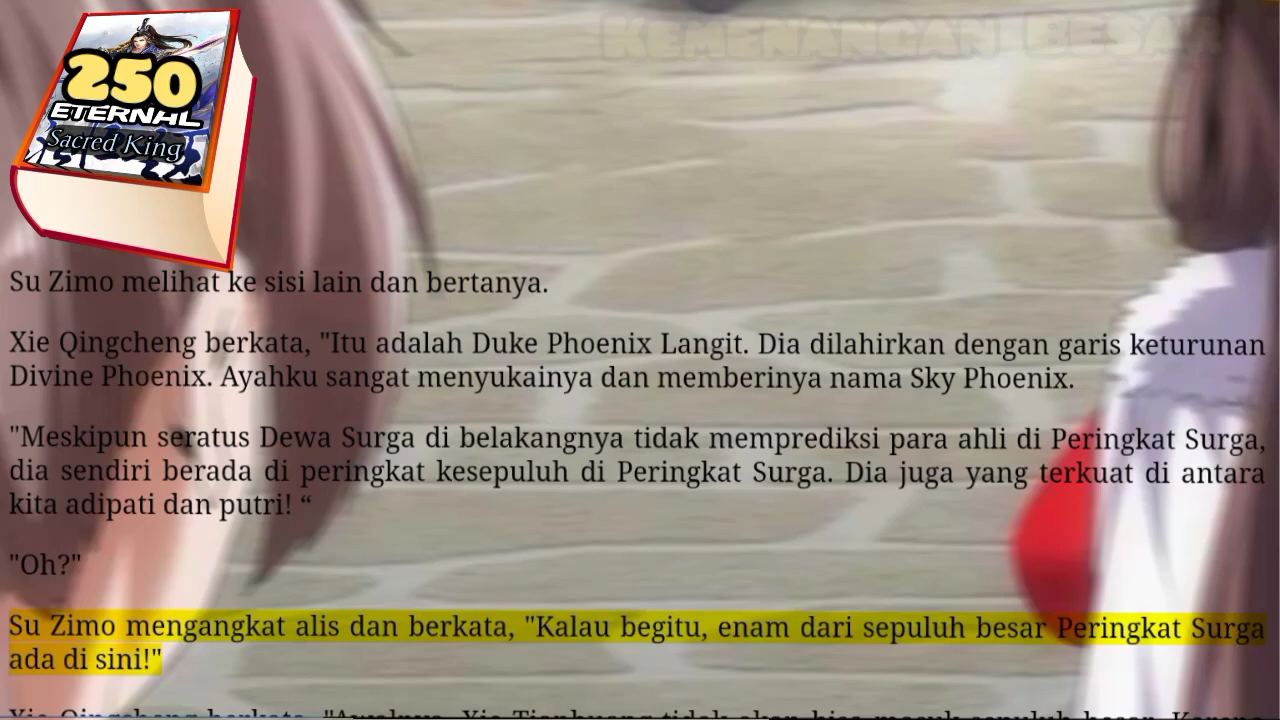 KEMENANGAN BESAR
250
ETERNAL
Sacred King
Su Zimo melihat ke sisi lain dan bertanya.
Xie Qingcheng berkata, "Itu adalah Duke Phoenix Langit. Dia dilahirkan dengan garis keturunan
Divine Phoenix. Ayahku sangat menyukainya dan memberinya nama Sky Phoenix.
"Meskipun seratus Dewa Surga di belakangnya tidak memprediksi para ahli di Peringkat Surga,
dia sendiri berada di peringkat kesepuluh di Peringkat Surga. Dia juga yang terkuat di antara
kita adipati dan putri! “
"Oh?"
Su Zimo mengangkat alis dan berkata, "Kalau begitu, enam dari sepuluh besar Peringkat Surga
ada di sini!"